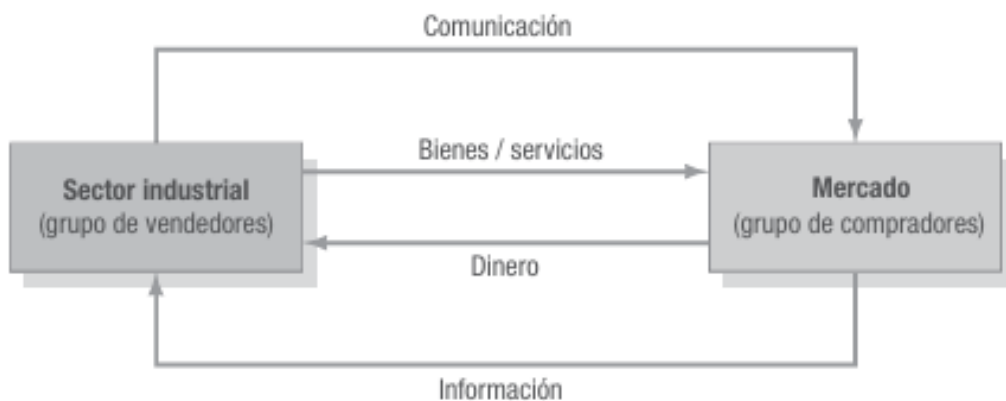 Comunicación
Bienes / servicios
Sector industrial
(grupo de vendedores)
Mercado
(grupo de compradores)
Dinero
Información